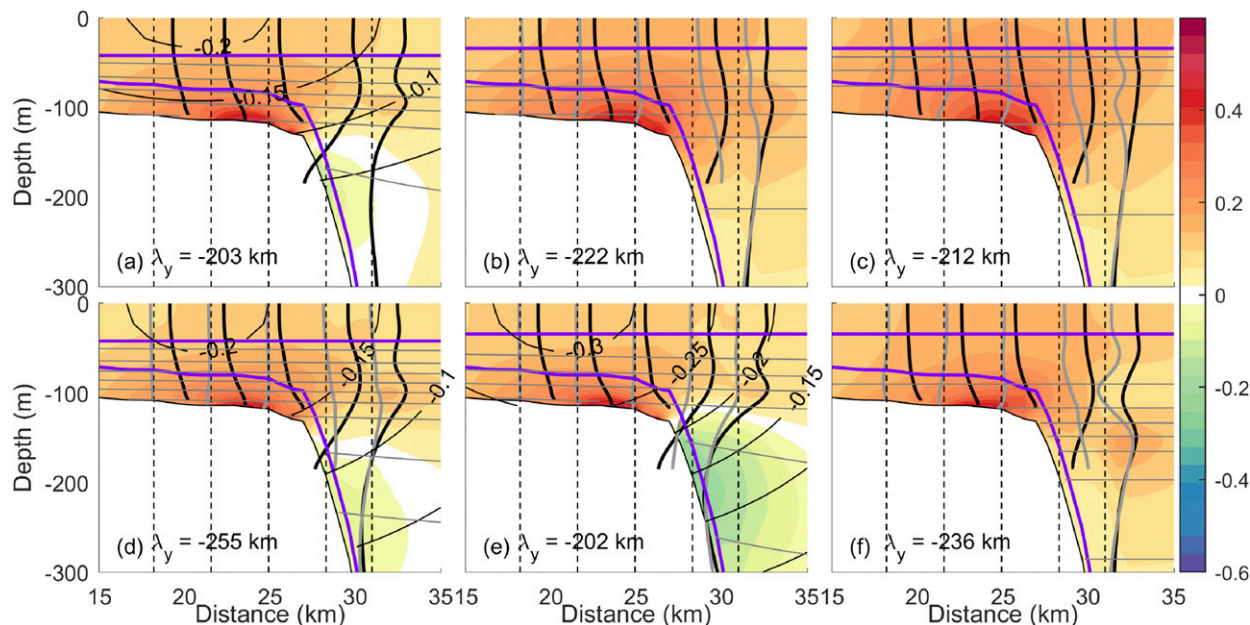 0
-100
-200
-300
Depth (m)
-0.2
-0.15
-0.1
(a) λy = -203 km
(b) λy = -222 km
(c) λy = -212 km
0
-100
-200
-300
Depth (m)
-0.2
-0.15
-0.1
(d) λy = -255 km
-0.3
-0.25
-0.2
-0.15
(e) λy = -202 km
(f) λy = -236 km
15 20 25 30 35
Distance (km)
15 20 25 30 35
Distance (km)
15 20 25 30 35
Distance (km)
0.4
0.2
0
-0.2
-0.4
-0.6